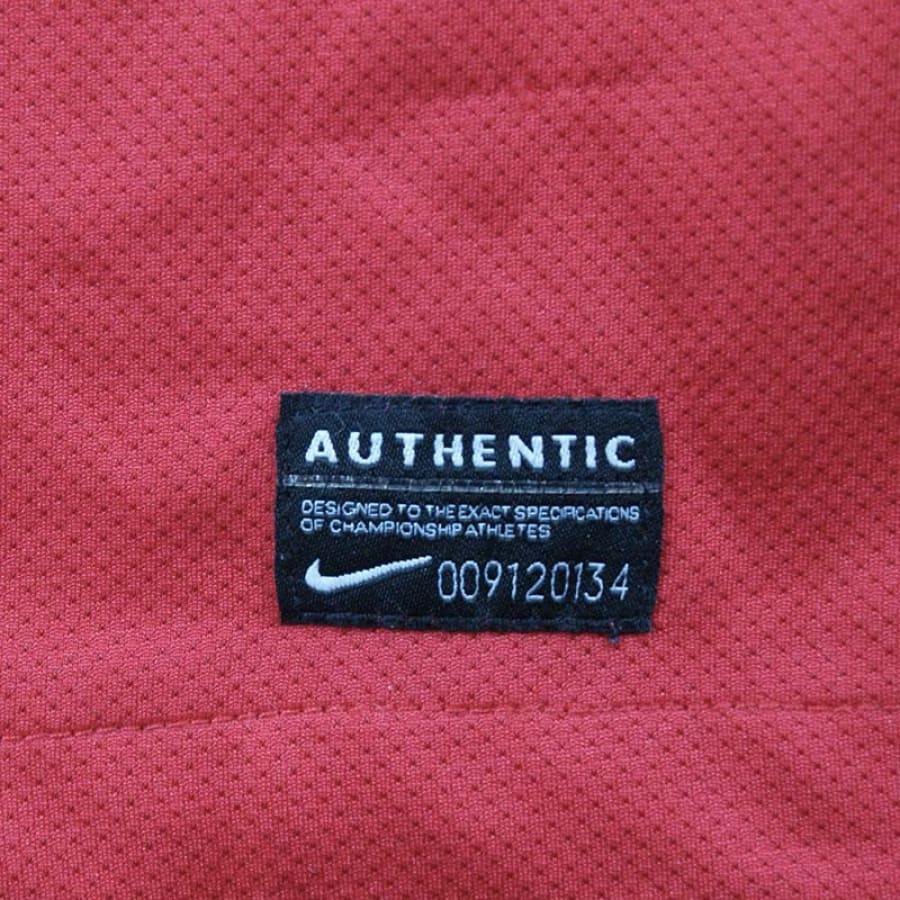 AUTHENTIC
DESIGNED TO THE EXACT SPECIFICATIONS
OF CHAMPIONSHIP ATHLETES
009120134